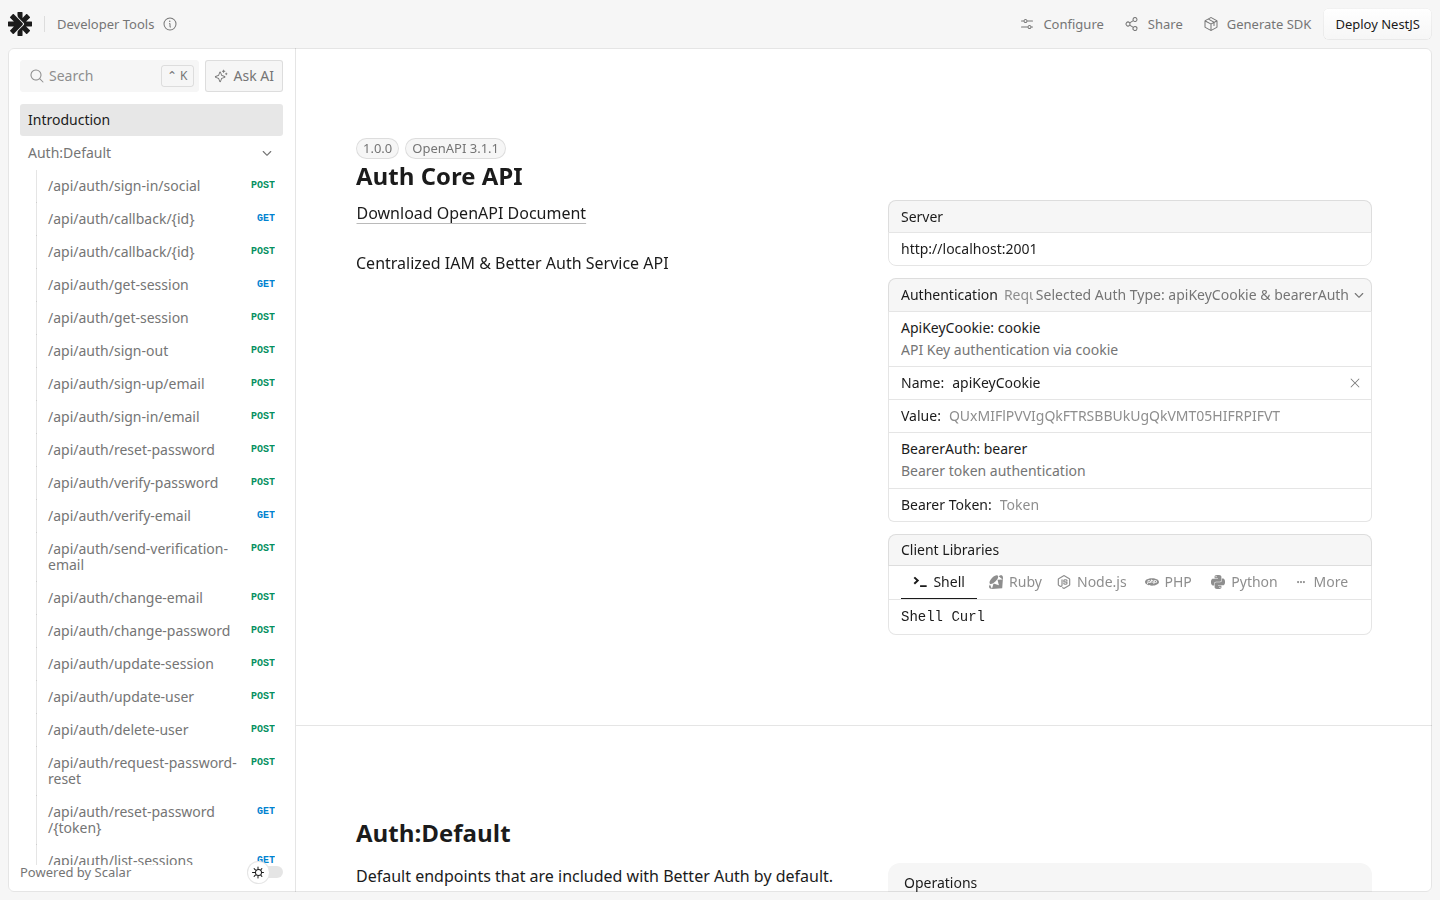 Developer Tools
Configure
Share
Generate SDK
Deploy NestJS
Search
⌃ K
Ask AI
Introduction
Auth:Default
/api/auth/sign-in/social POST
/api/auth/callback/{id} GET
/api/auth/callback/{id} POST
/api/auth/get-session GET
/api/auth/get-session POST
/api/auth/sign-out POST
/api/auth/sign-up/email POST
/api/auth/sign-in/email POST
/api/auth/reset-password POST
/api/auth/verify-password POST
/api/auth/verify-email GET
/api/auth/send-verification- POST
email
/api/auth/change-email POST
/api/auth/change-password POST
/api/auth/update-session POST
/api/auth/update-user POST
/api/auth/delete-user POST
/api/auth/request-password- POST
reset
/api/auth/reset-password GET
/{token}
/api/auth/list-sessions GET
Powered by Scalar
1.0.0 OpenAPI 3.1.1
Auth Core API
Download OpenAPI Document
Centralized IAM & Better Auth Service API
Server
http://localhost:2001
Authentication Requ Selected Auth Type: apiKeyCookie & bearerAuth
ApiKeyCookie: cookie
API Key authentication via cookie
Name: apiKeyCookie
Value: QUxMIFlPVVIgQkFTRSBBUkUgQkVMT05HIFRPIFVT
BearerAuth: bearer
Bearer token authentication
Bearer Token: Token
Client Libraries
Shell Ruby Node.js PHP Python More
Shell Curl
Auth:Default
Default endpoints that are included with Better Auth by default.
Operations